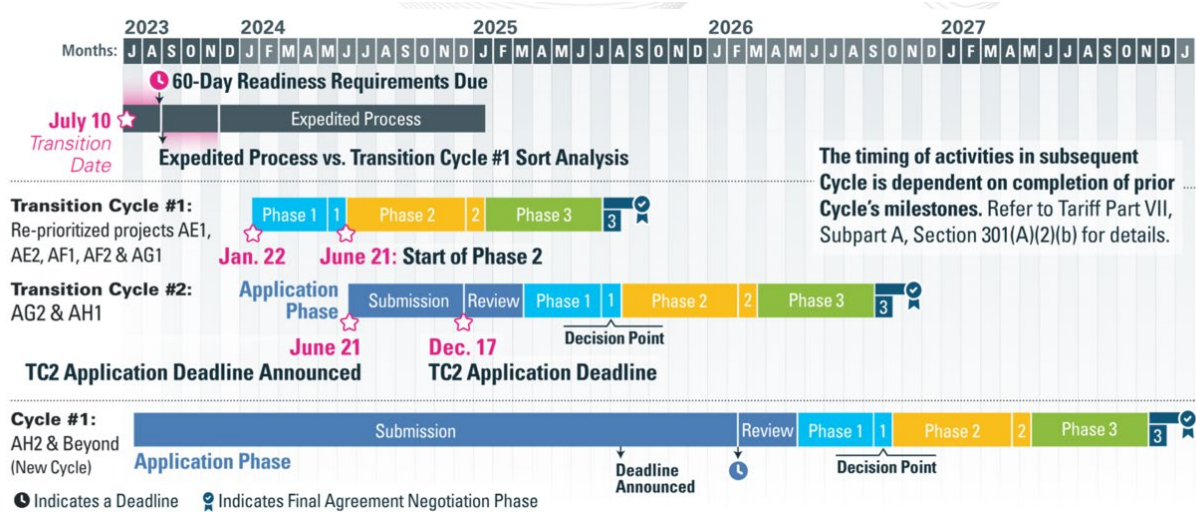 2023 2024 2025 2026 2027
Months: J A S O N D J F M A M J J A S O N D J F M A M J J A S O N D J F M A M J J A S O N D J F M A M J J A S O N D J
60-Day Readiness Requirements Due
July 10
Transition
Date
Expedited Process
Expedited Process vs. Transition Cycle #1 Sort Analysis
The timing of activities in subsequent
Cycle is dependent on completion of prior
Cycle's milestones. Refer to Tariff Part VII,
Subpart A, Section 301(A)(2)(b) for details.
Transition Cycle #1:
Re-prioritized projects AE1,
AE2, AF1, AF2 & AG1
Phase 1 1 Phase 2 2 Phase 3 3
Jan. 22 June 21: Start of Phase 2
Transition Cycle #2:
AG2 & AH1
Application
Phase
Submission Review Phase 1 1 Phase 2 2 Phase 3 3
Decision Point
June 21 Dec. 17
TC2 Application Deadline Announced TC2 Application Deadline
Cycle #1:
AH2 & Beyond
(New Cycle)
Submission Review Phase 1 1 Phase 2 2 Phase 3 3
Application Phase
Deadline
Announced
Decision Point
Indicates a Deadline Indicates Final Agreement Negotiation Phase